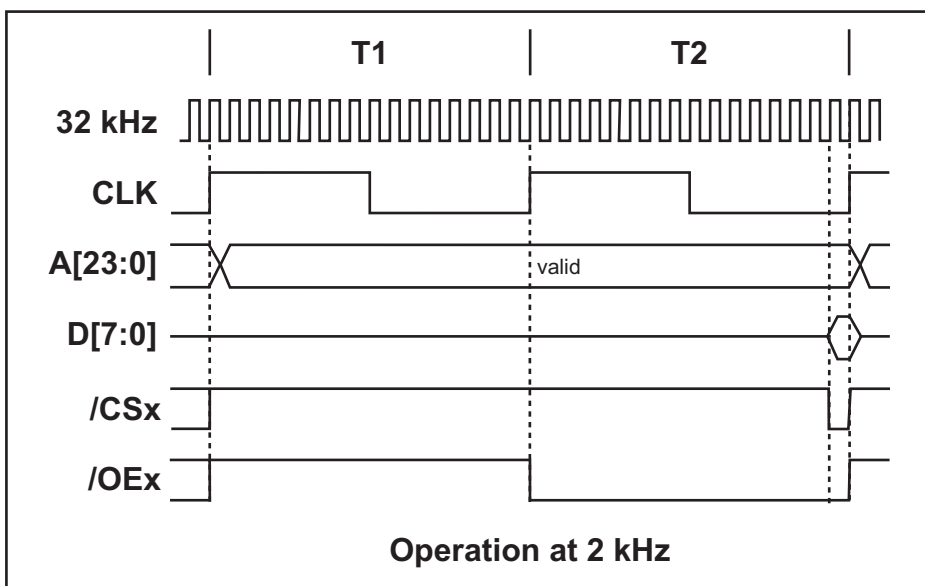 T1 T2
32 kHz
CLK
A[23:0]
valid
D[7:0]
/CSx
/OEx
Operation at 2 kHz